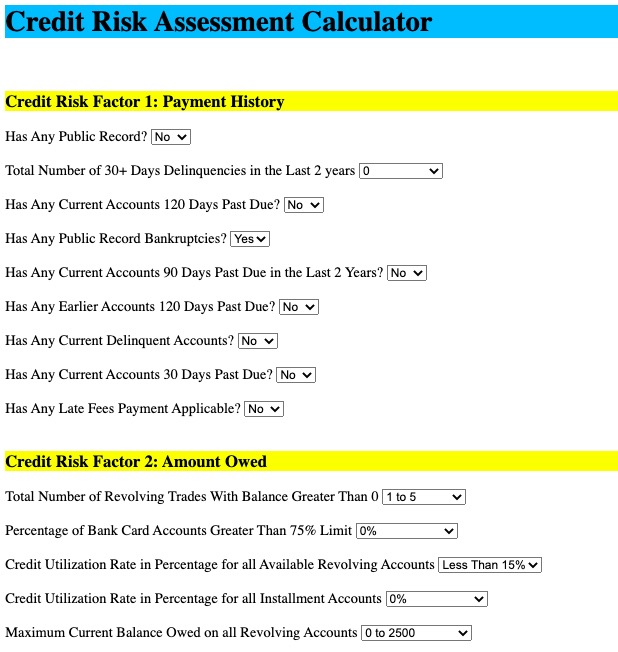 Credit Risk Assessment Calculator
Credit Risk Factor 1: Payment History
Has Any Public Record? No
Total Number of 30+ Days Delinquencies in the Last 2 years 0
Has Any Current Accounts 120 Days Past Due? No
Has Any Public Record Bankruptcies? Yes
Has Any Current Accounts 90 Days Past Due in the Last 2 Years? No
Has Any Earlier Accounts 120 Days Past Due? No
Has Any Current Delinquent Accounts? No
Has Any Current Accounts 30 Days Past Due? No
Has Any Late Fees Payment Applicable? No
Credit Risk Factor 2: Amount Owed
Total Number of Revolving Trades With Balance Greater Than 0 1 to 5
Percentage of Bank Card Accounts Greater Than 75% Limit 0%
Credit Utilization Rate in Percentage for all Available Revolving Accounts Less Than 15%
Credit Utilization Rate in Percentage for all Installment Accounts 0%
Maximum Current Balance Owed on all Revolving Accounts 0 to 2500